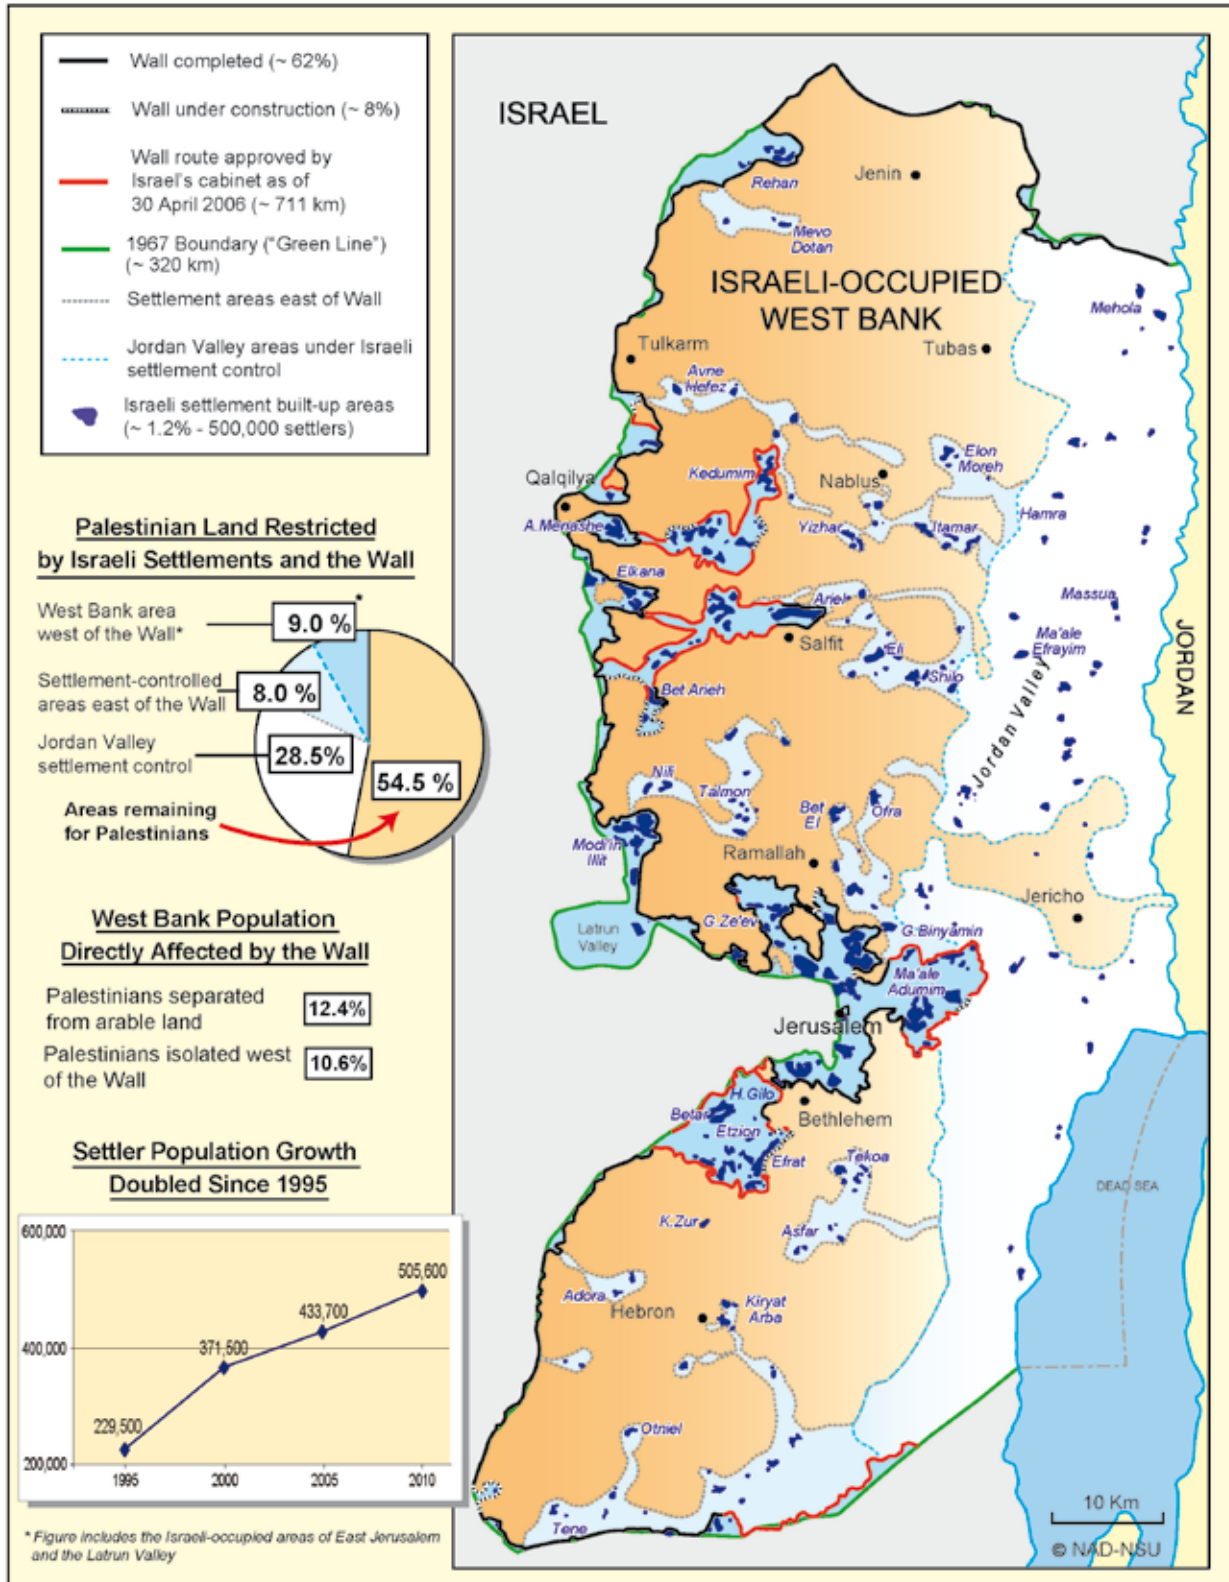 Wall completed (~ 62%)
Wall under construction (~ 8%)
Wall route approved by
Israel's cabinet as of
30 April 2006 (~ 711 km)
1967 Boundary ("Green Line")
(~ 320 km)
Settlement areas east of Wall
Jordan Valley areas under Israeli
settlement control
Israeli settlement built-up areas
(~ 1.2% - 500,000 settlers)
Palestinian Land Restricted
by Israeli Settlements and the Wall
West Bank area
west of the Wall*
9.0 %
*
Settlement-controlled
areas east of the Wall
8.0 %
Jordan Valley
settlement control
28.5%
54.5 %
Areas remaining
for Palestinians
West Bank Population
Directly Affected by the Wall
Palestinians separated
from arable land
12.4%
Palestinians isolated west
of the Wall
10.6%
Settler Population Growth
Doubled Since 1995
600,000
400,000
200,000
229,500
371,500
433,700
505,600
1995
2000
2005
2010
* Figure includes the Israeli-occupied areas of East Jerusalem
and the Latrun Valley
ISRAEL
Rehan
Jenin
Mevo
Dotan
ISRAELI-OCCUPIED
WEST BANK
Mehola
Tulkarm
Tubas
Avne
Hefez
Qalqilya
Kedumim
Nablus
Elon
Moreh
A.Menashe
Yizhar
Itamar
Hamra
Elkana
Ariel
Massua
Salfit
Eli
Ma'ale
Efrayim
JORDAN
Shilo
Bet Arieh
Jordan Valley
Nili
Talmon
Bet
El
Ofra
Modi'in
Illit
Ramallah
Jericho
Latrun
Valley
G.Ze'ev
G.Binyamin
Ma'ale
Adumim
Jerusalem
H.Gilo
Betar
Bethlehem
Etzion
Efrat
Tekoa
DEAD SEA
K.Zur
Asfar
Adora
Hebron
Kiryat
Arba
Otniel
Tene
10 Km
© NAD-NSU